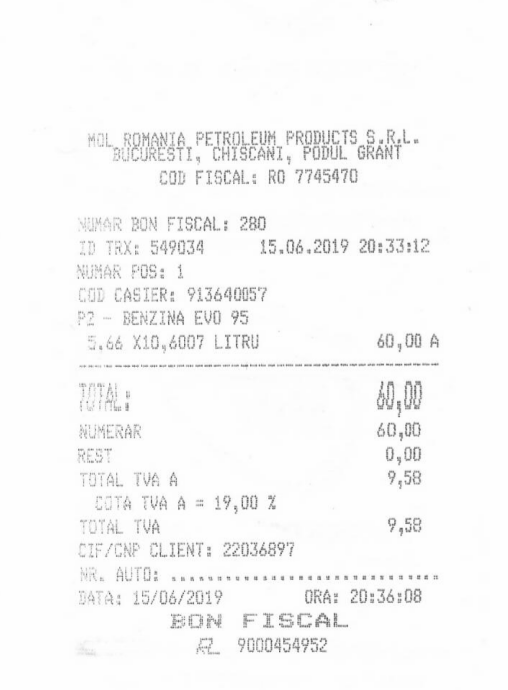 MOL ROMANIA PETROLEUM PRODUCTS S.R.L.
BUCURESTI, CHISCANI, PODUL GRANT
COD FISCAL: RO 7745470
NUMAR BON FISCAL: 280
ID TRX: 549034 15.06.2019 20:33:12
NUMAR POS: 1
COD CASIER: 913640057
P2 - BENZINA EVO 95
5.66 X10,6007 LITRU 60,00 A
TOTAL: 60,00
NUMERAR 60,00
REST 0,00
TOTAL TVA A 9,58
COTA TVA A = 19,00 %
TOTAL TVA 9,58
CIF/CNP CLIENT: 22036897
NR. AUTO: ................................
DATA: 15/06/2019 ORA: 20:36:08
BON FISCAL
9000454952